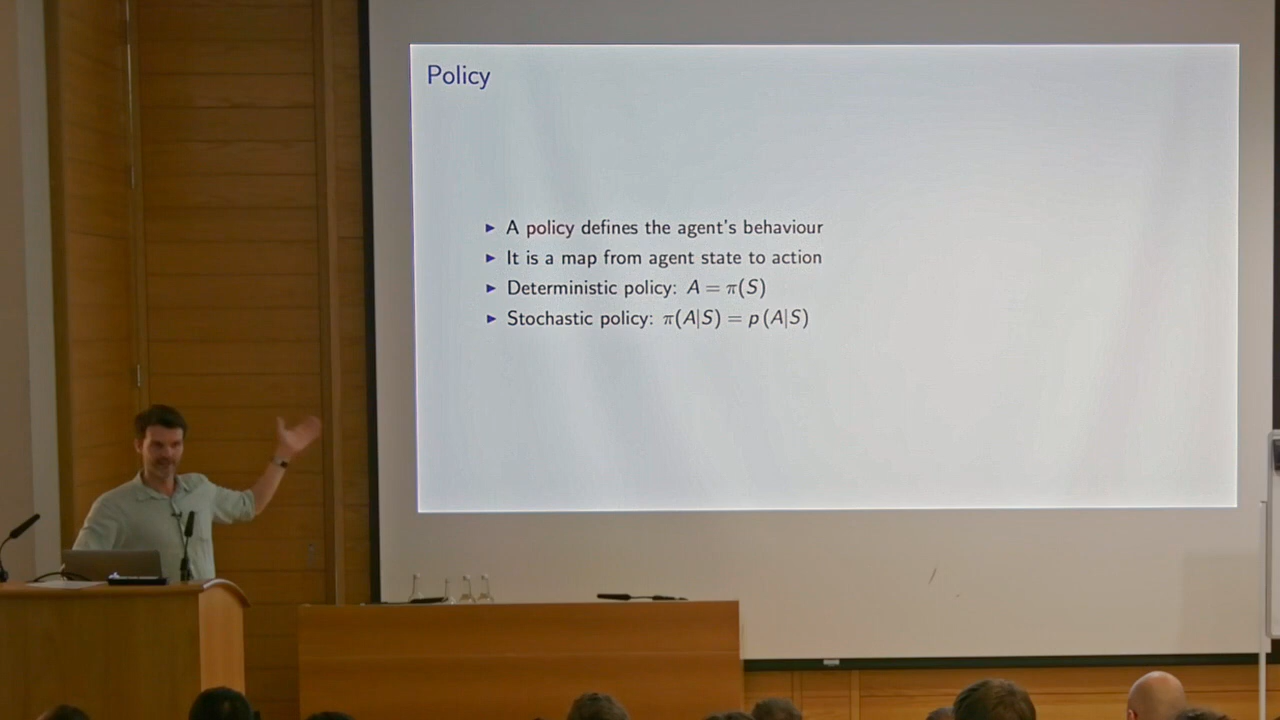 Policy
▶ A policy defines the agent's behaviour
▶ It is a map from agent state to action
▶ Deterministic policy: A = π(S)
▶ Stochastic policy: π(A|S) = p (A|S)